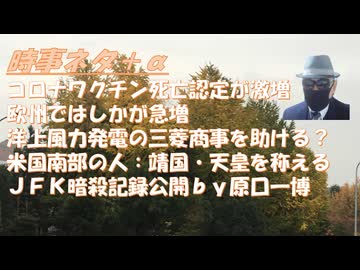 時事ネタ＋α
コロナワクチン死亡認定が激増
欧州ではしかが急増
洋上風力発電の三菱商事を助ける？
米国南部の人：靖国・天皇を称える
ＪＦＫ暗殺記録公開ｂｙ原口一博